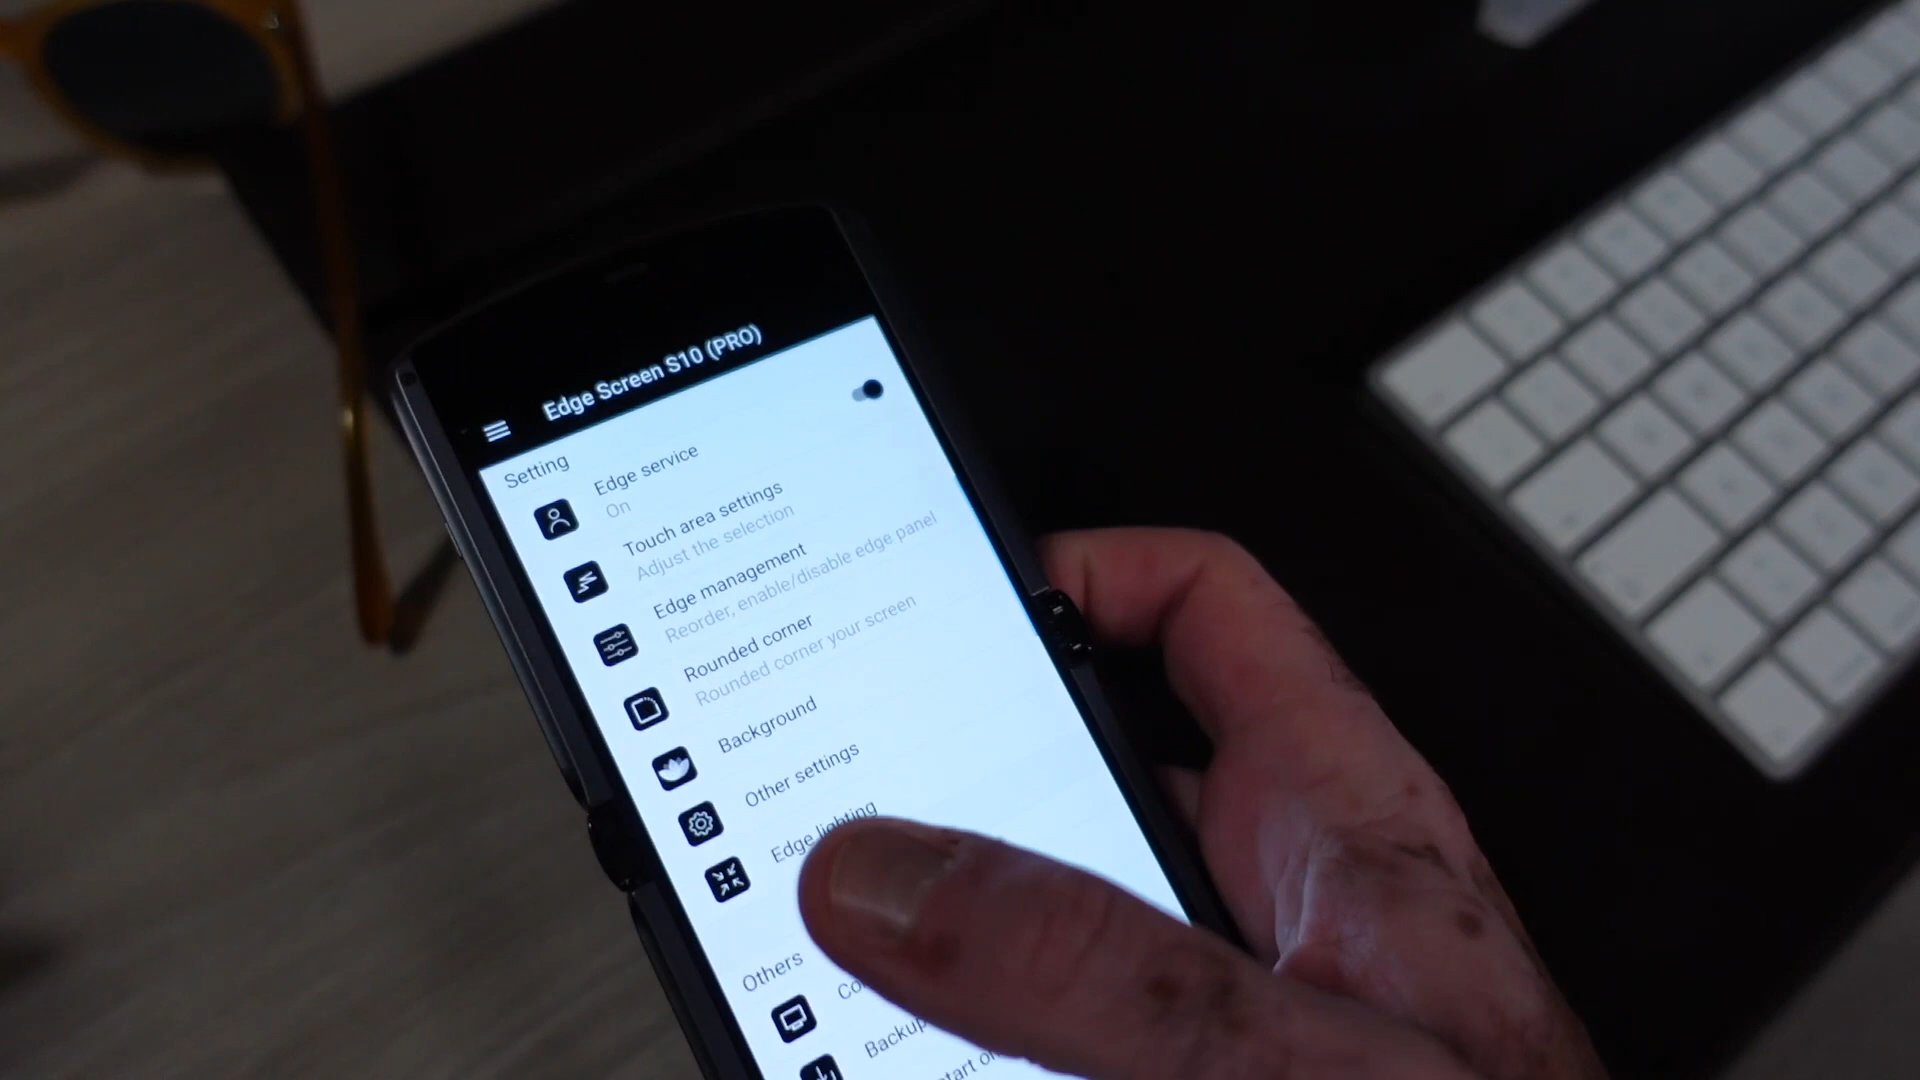 Edge Screen S10 (PRO)
Setting
Edge service
On
Touch area settings
Adjust the selection
Edge management
Reorder, enable/disable edge panel
Rounded corner
Rounded corner your screen
Background
Other settings
Edge lighting
Others
Backup